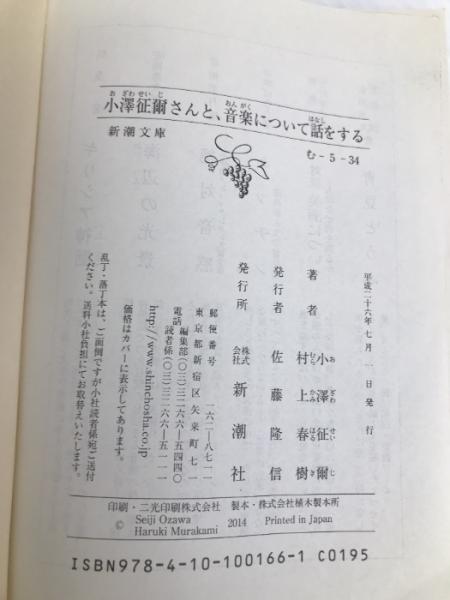 小澤征爾さんと、音楽について話をする
新潮文庫
む-5-34
平成二十六年七月一日発行
著者
小澤征爾
村上春樹
発行者
佐藤隆信
発行所
株式会社
新潮社
郵便番号 一六二-八七一一
東京都新宿区矢来町七一
電話 編集部(〇三)三二六六-五四四〇
読者係(〇三)三二六六-五一一一
http://www.shinchosha.co.jp
価格はカバーに表示してあります。
乱丁・落丁本は、ご面倒ですが小社読者係宛ご送付
ください。送料小社負担にてお取替えいたします。
印刷・二光印刷株式会社 製本・株式会社植木製本所
© Seiji Ozawa
Haruki Murakami
2014 Printed in Japan
ISBN978-4-10-100166-1 C0195